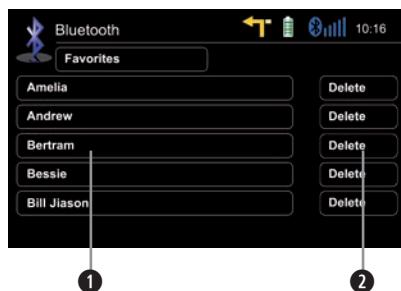 Bluetooth 10:16
Favorites
Amelia Delete
Andrew Delete
Bertram Delete
Bessie Delete
Bill Jiason Delete
1 2